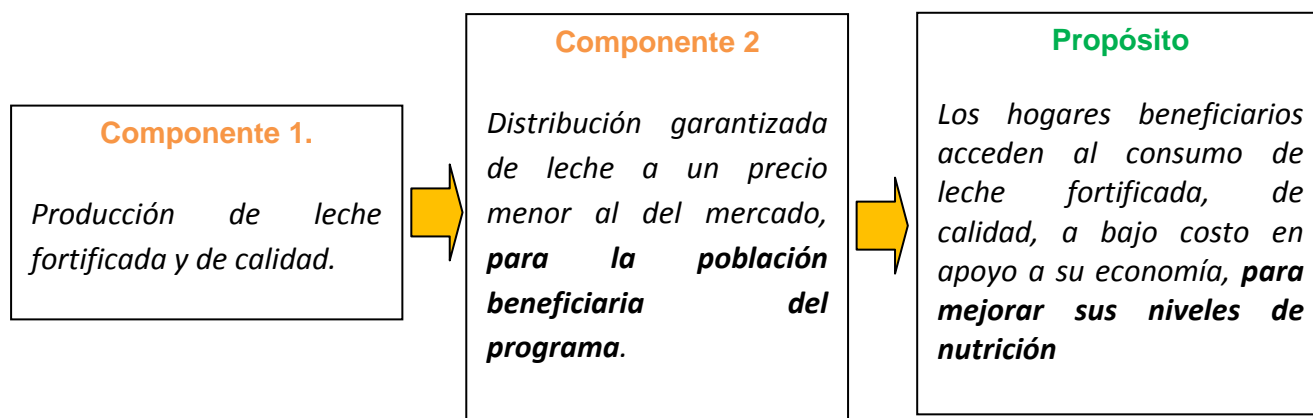 Componente 1.
Producción de leche
fortificada y de calidad.
Componente 2
Distribución garantizada
de leche a un precio
menor al del mercado,
para la población
beneficiaria del
programa.
Propósito
Los hogares beneficiarios
acceden al consumo de
leche fortificada, de
calidad, a bajo costo en
apoyo a su economía, para
mejorar sus niveles de
nutrición